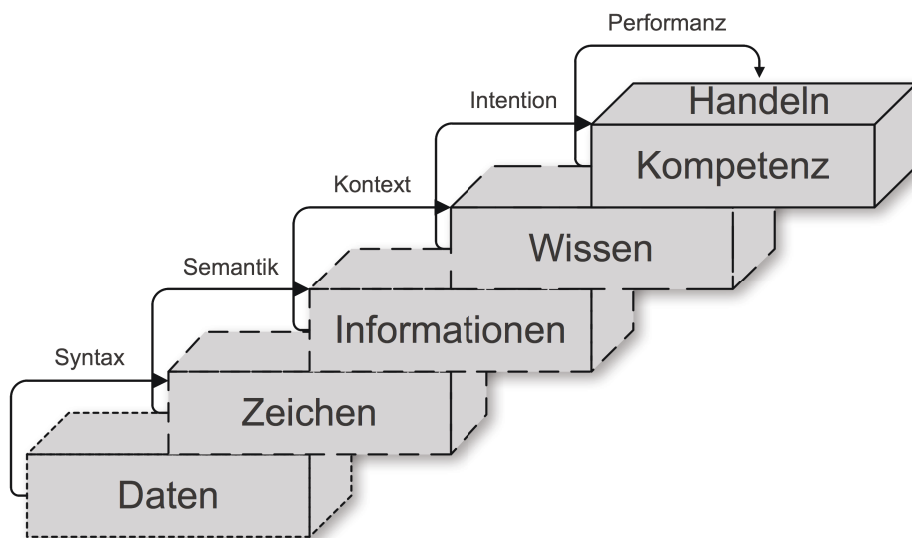 Performanz
Handeln
Intention
Kompetenz
Kontext
Wissen
Semantik
Informationen
Syntax
Zeichen
Daten